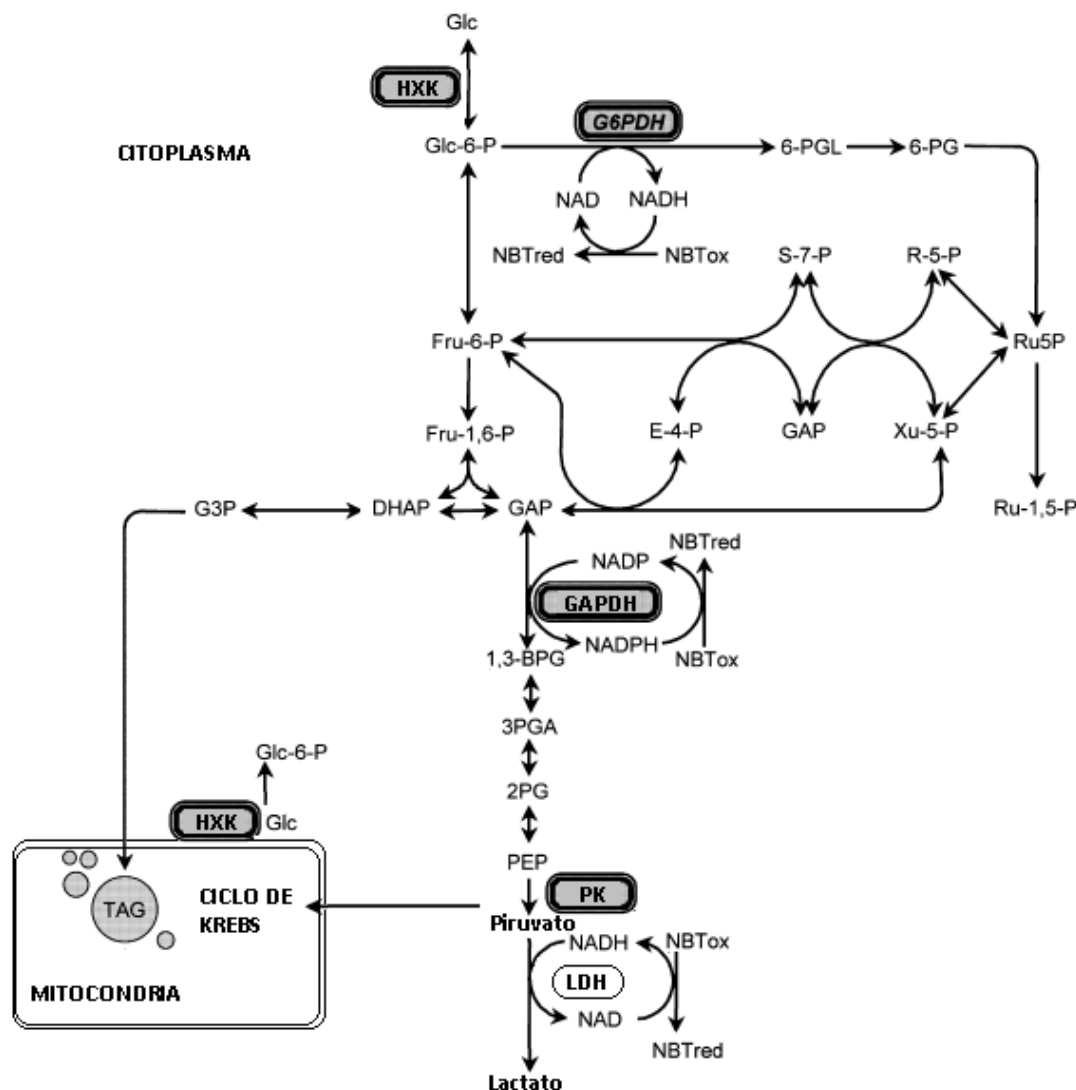 Glc
HXK
G6PDH
CITOPLASMA
Glc-6-P
6-PGL
6-PG
NAD
NADH
NBTred
NBTox
S-7-P
R-5-P
Fru-6-P
Ru5P
Fru-1,6-P
E-4-P
GAP
Xu-5-P
G3P
DHAP
GAP
Ru-1,5-P
NBTred
NADP
GAPDH
NADPH
1,3-BPG
NBTox
3PGA
Glc-6-P
2PG
HXK
Glc
PEP
PK
TAG
CICLO DE
KREBS
Piruvato
NADH
NBTox
LDH
MITOCONDRIA
NAD
NBTred
Lactato